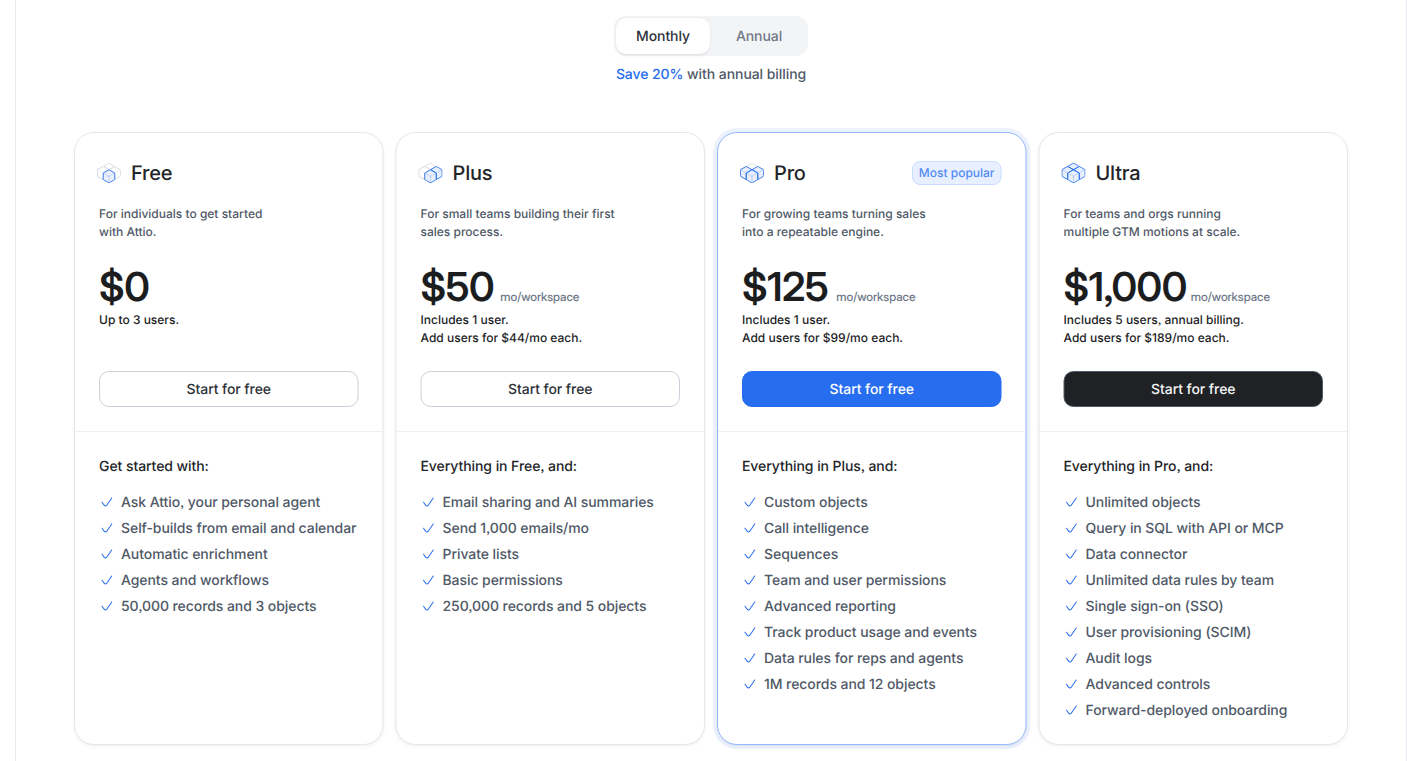 Monthly
Annual
Save 20% with annual billing
Free
For individuals to get started
with Attio.
$0
Up to 3 users.
Start for free
Get started with:
Ask Attio, your personal agent
Self-builds from email and calendar
Automatic enrichment
Agents and workflows
50,000 records and 3 objects
Plus
For small teams building their first
sales process.
$50 mo/workspace
Includes 1 user.
Add users for $44/mo each.
Start for free
Everything in Free, and:
Email sharing and AI summaries
Send 1,000 emails/mo
Private lists
Basic permissions
250,000 records and 5 objects
Pro
Most popular
For growing teams turning sales
into a repeatable engine.
$125 mo/workspace
Includes 1 user.
Add users for $99/mo each.
Start for free
Everything in Plus, and:
Custom objects
Call intelligence
Sequences
Team and user permissions
Advanced reporting
Track product usage and events
Data rules for reps and agents
1M records and 12 objects
Ultra
For teams and orgs running
multiple GTM motions at scale.
$1,000 mo/workspace
Includes 5 users, annual billing.
Add users for $189/mo each.
Start for free
Everything in Pro, and:
Unlimited objects
Query in SQL with API or MCP
Data connector
Unlimited data rules by team
Single sign-on (SSO)
User provisioning (SCIM)
Audit logs
Advanced controls
Forward-deployed onboarding